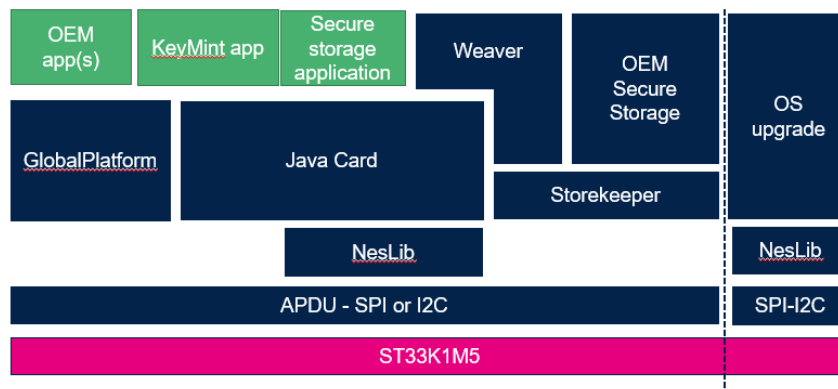 OEM
app(s)
KeyMint app
Secure
storage
application
Weaver
OEM
Secure
Storage
OS
upgrade
GlobalPlatform
Java Card
Storekeeper
NesLib
NesLib
APDU - SPI or I2C
SPI-I2C
ST33K1M5